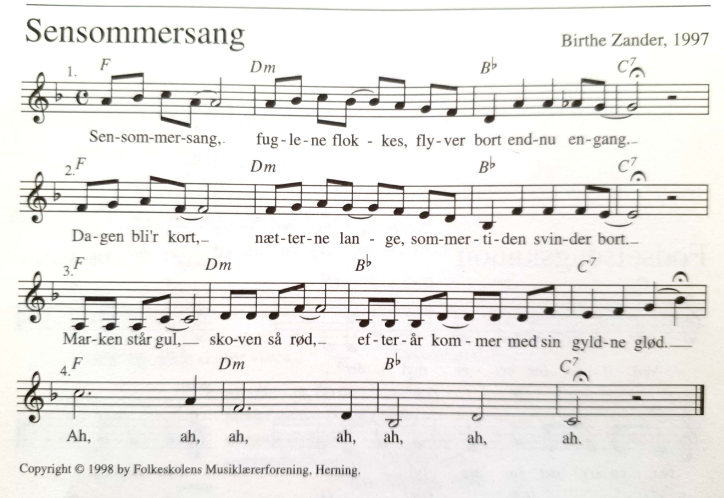 Sensommersang
Birthe Zander, 1997
1. F Dm B♭ C7
Sen-som-mer-sang, fug-le-ne flok - kes, fly-ver bort end-nu en-gang.
2. F Dm B♭ C7
Da-gen bli'r kort, næt-ter-ne lan - ge, som-mer-ti-den svin-der bort.
3. F Dm B♭ C7
Mar-ken står gul, sko-ven så rød, ef-ter-år kom-mer med sin gyld-ne glød.
4. F Dm B♭ C7
Ah, ah, ah, ah, ah, ah, ah.
Copyright © 1998 by Folkeskolens Musiklærerforening, Herning.